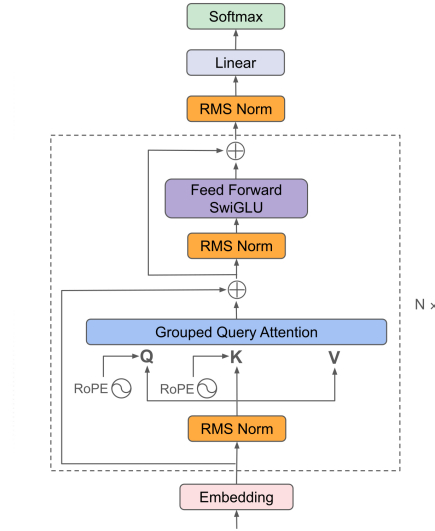 Softmax
Linear
RMS Norm
Feed Forward
SwiGLU
RMS Norm
N ×
Grouped Query Attention
Q K V
RoPE RoPE
RMS Norm
Embedding